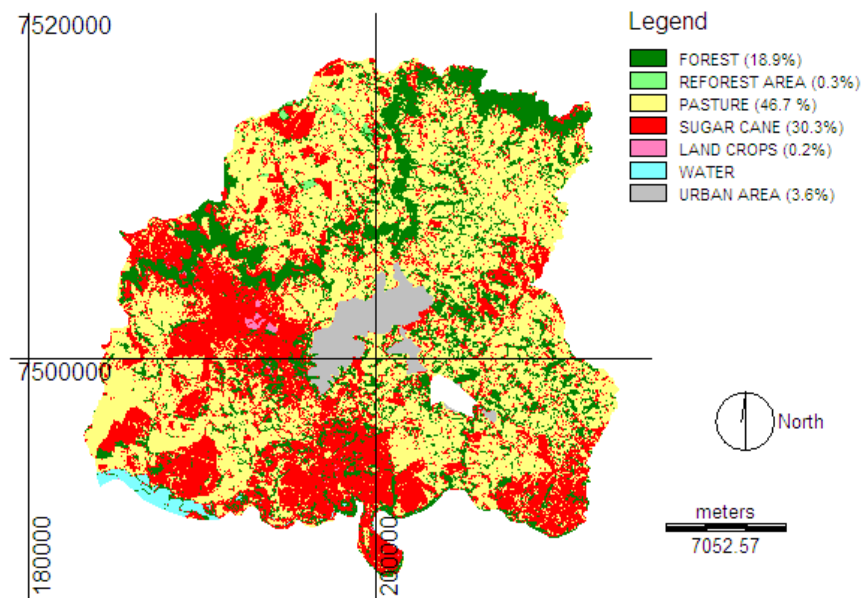 7520000
Legend
FOREST (18.9%)
REFOREST AREA (0.3%)
PASTURE (46.7 %)
SUGAR CANE (30.3%)
LAND CROPS (0.2%)
WATER
URBAN AREA (3.6%)
7500000
North
meters
7052.57
180000
200000